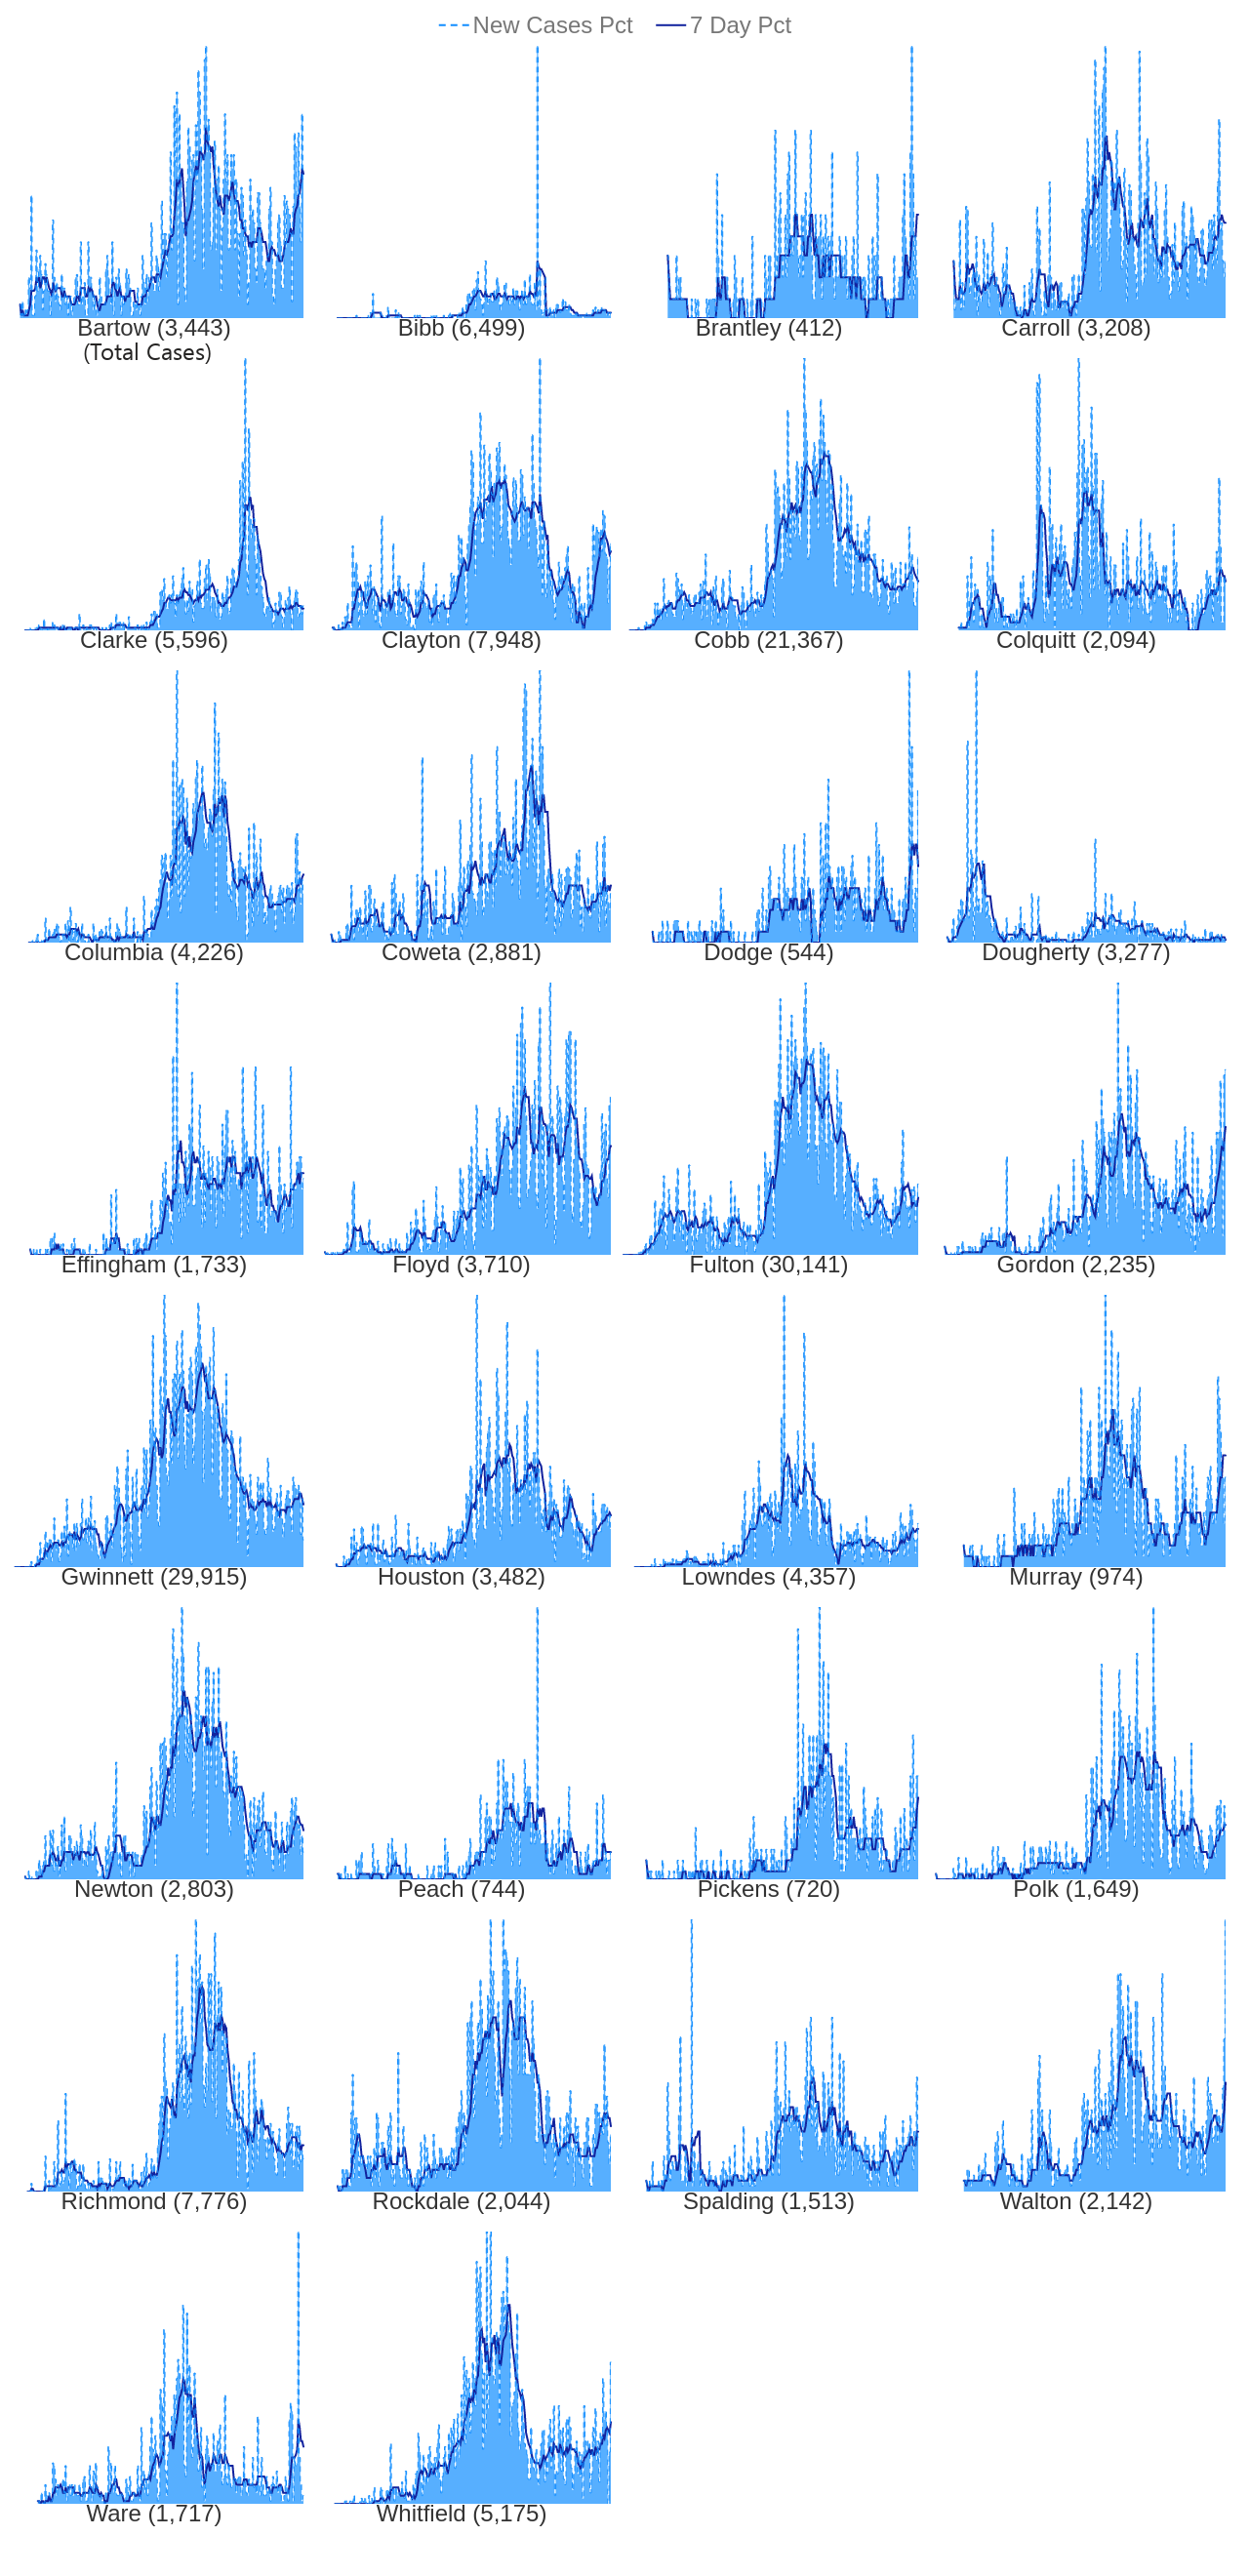 New Cases Pct 7 Day Pct
Bartow (3,443) Bibb (6,499) Brantley (412) Carroll (3,208)
(Total Cases)
Clarke (5,596) Clayton (7,948) Cobb (21,367) Colquitt (2,094)
Columbia (4,226) Coweta (2,881) Dodge (544) Dougherty (3,277)
Effingham (1,733) Floyd (3,710) Fulton (30,141) Gordon (2,235)
Gwinnett (29,915) Houston (3,482) Lowndes (4,357) Murray (974)
Newton (2,803) Peach (744) Pickens (720) Polk (1,649)
Richmond (7,776) Rockdale (2,044) Spalding (1,513) Walton (2,142)
Ware (1,717) Whitfield (5,175)